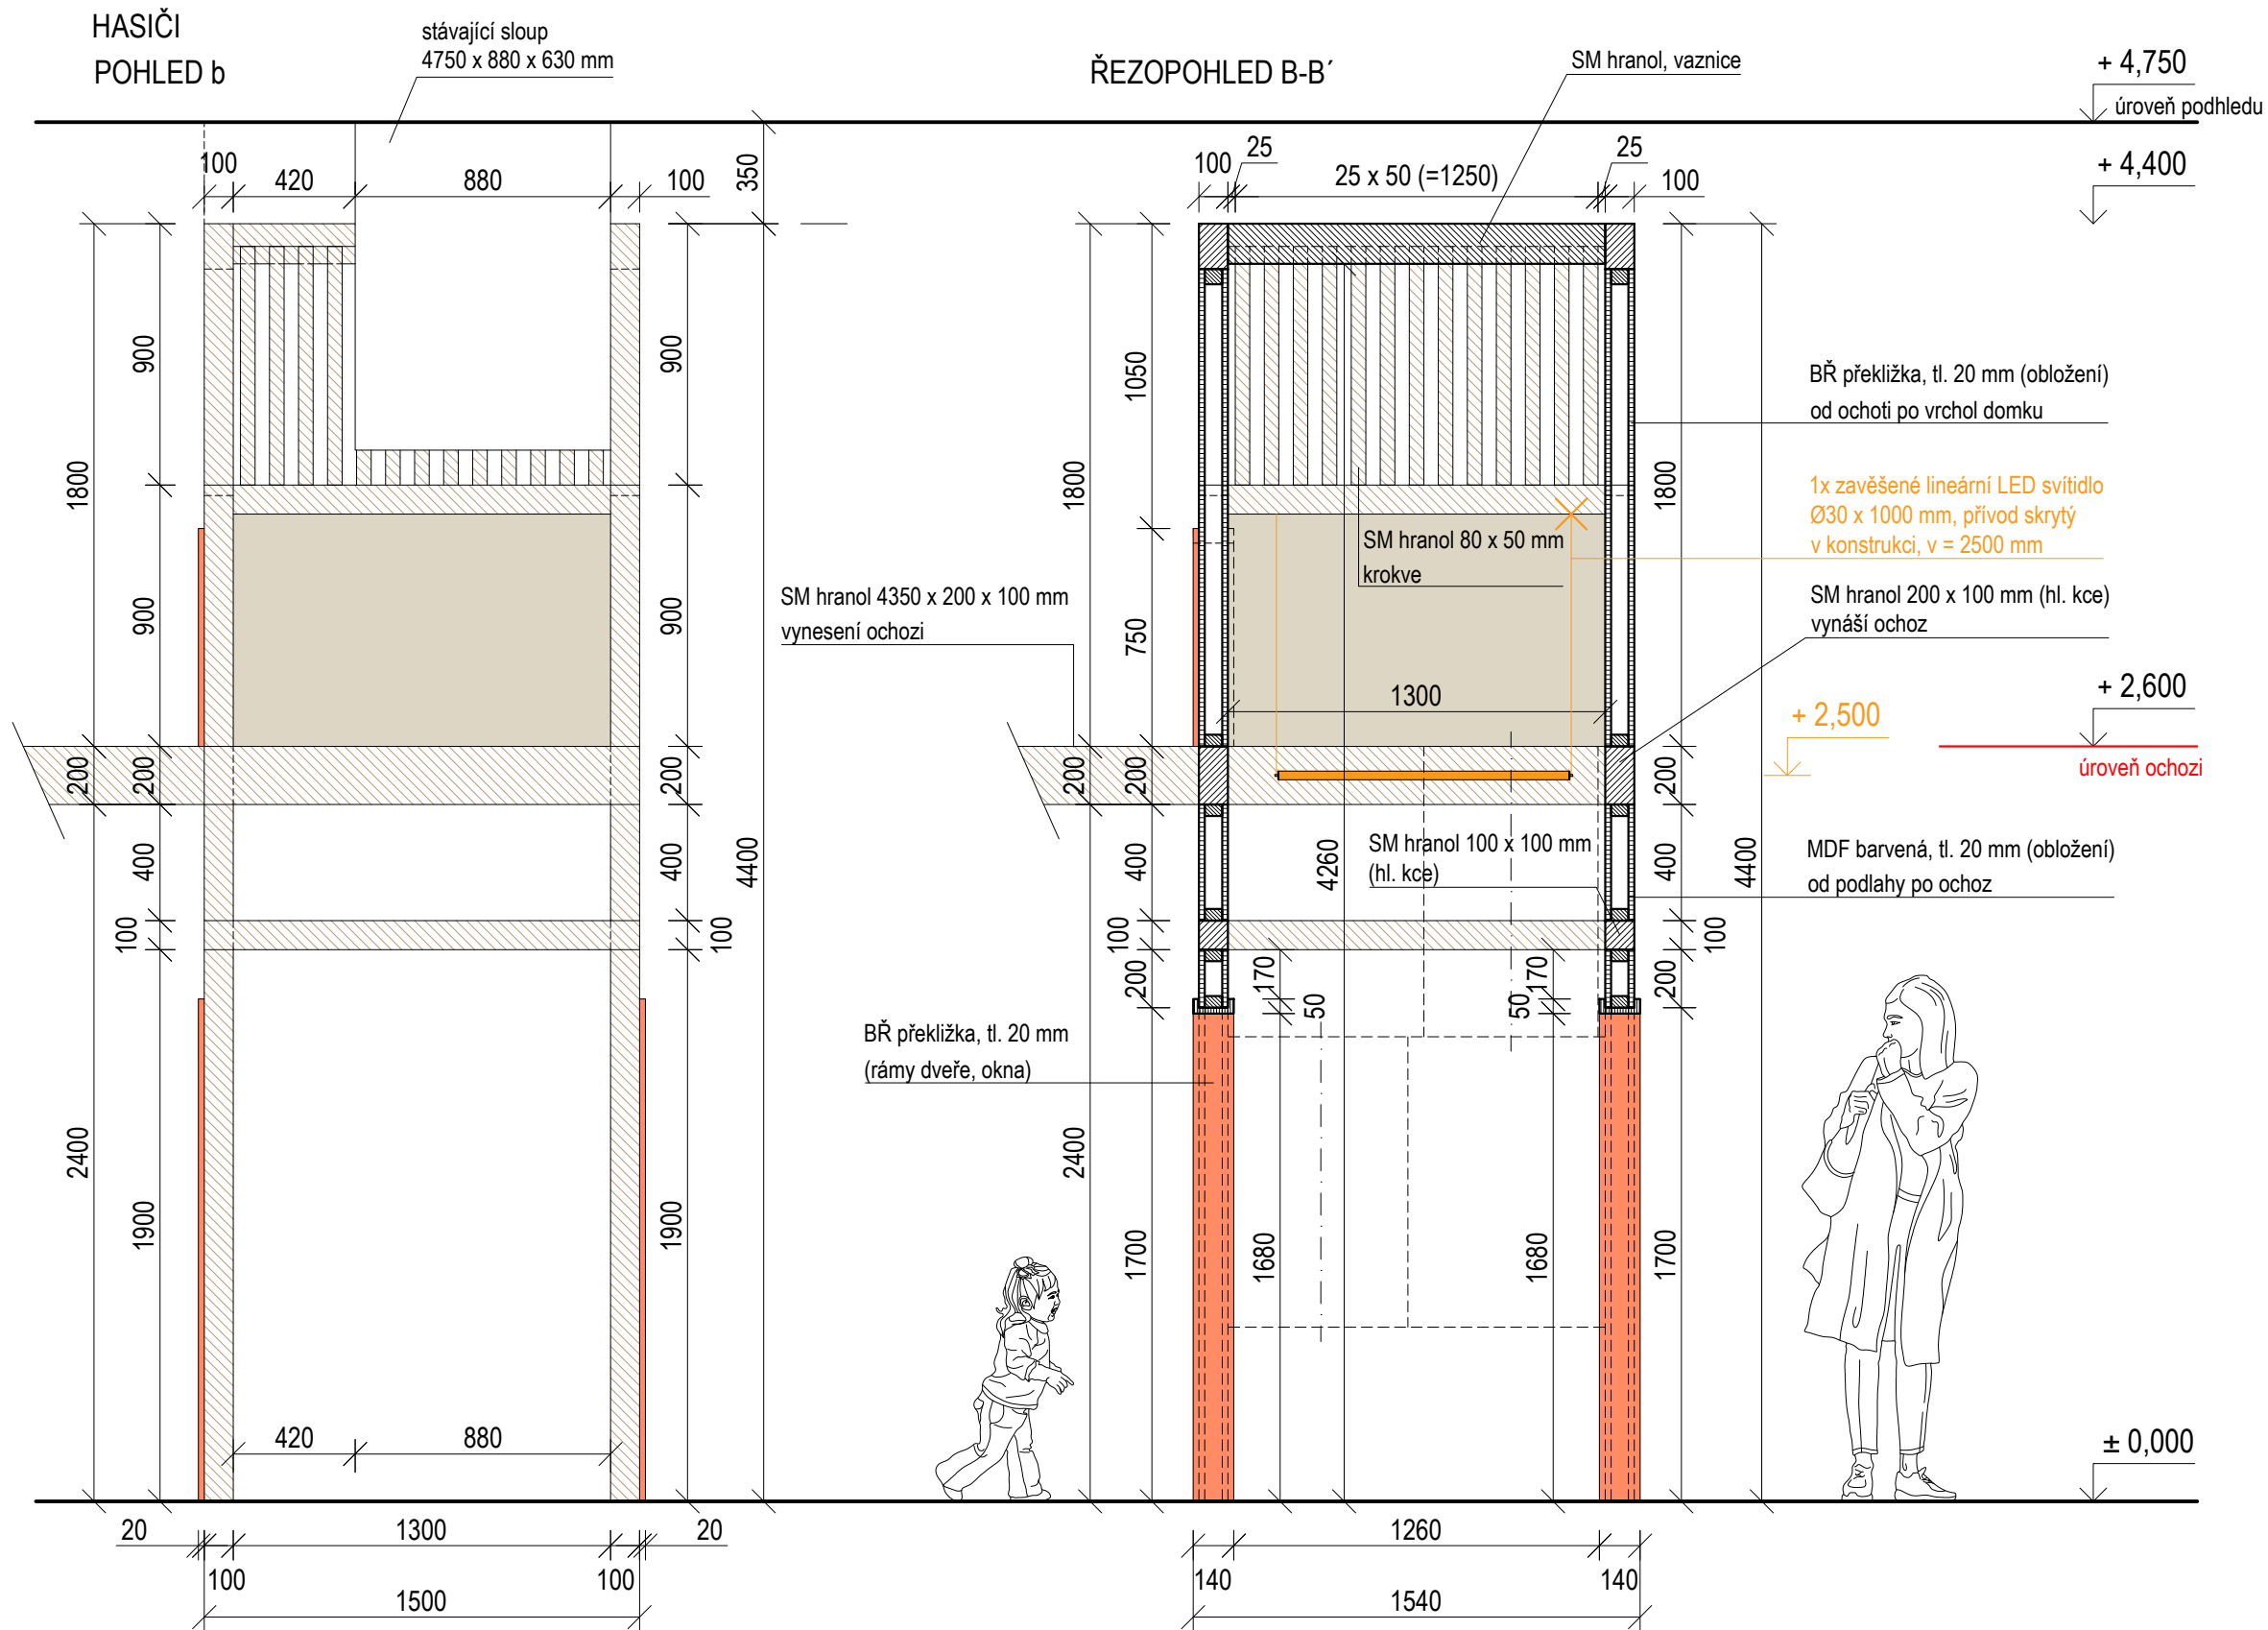 HASIČI
POHLED b
stávající sloup
4750 x 880 x 630 mm
ŘEZOPOHLED B-B´
SM hranol, vaznice
+ 4,750
úroveň podhledu
+ 4,400
100
420
880
100
350
100
25
25 x 50 (=1250)
25
100
900
900
1800
900
900
200
200
200
400
400
100
100
2400
1900
1900
4400
420
880
20
1300
20
100
100
1500
SM hranol 4350 x 200 x 100 mm
vynesení ochozi
1050
1800
750
200
200
400
100
200
2400
1700
170
50
1680
4260
1300
SM hranol 80 x 50 mm
krokve
SM hranol 100 x 100 mm
(hl. kce)
170
50
1680
1800
200
400
100
200
1700
4400
BŘ překližka, tl. 20 mm
(rámy dveře, okna)
BŘ překližka, tl. 20 mm (obložení)
od ochoti po vrchol domku
1x zavěšené lineární LED svítidlo
Ø30 x 1000 mm, přívod skrytý
v konstrukci, v = 2500 mm
SM hranol 200 x 100 mm (hl. kce)
vynáší ochoz
+ 2,600
+ 2,500
úroveň ochozi
MDF barvená, tl. 20 mm (obložení)
od podlahy po ochoz
± 0,000
1260
140
140
1540